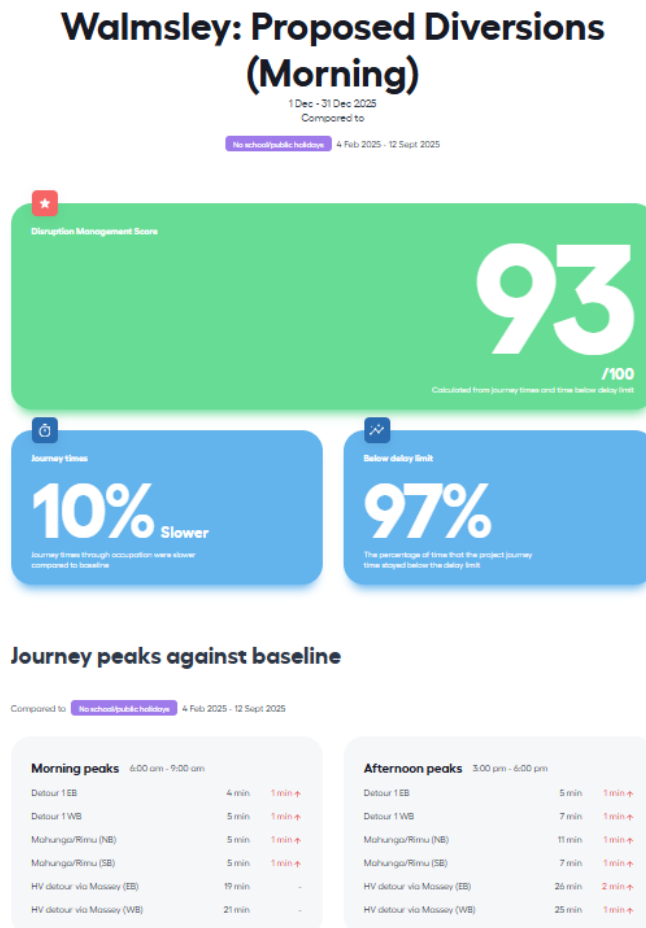 Walmsley: Proposed Diversions
(Morning)
1 Dec - 31 Dec 2025
Compared to
No school/public holidays 4 Feb 2025 - 12 Sept 2025
Disruption Management Score
93
/100
Calculated from journey times and time below delay limit
Journey times
10% Slower
Journey times through occupation were slower
compared to baseline
Below delay limit
97%
The percentage of time that the project journey
time stayed below the delay limit
Journey peaks against baseline
Compared to No school/public holidays 4 Feb 2025 - 12 Sept 2025
Morning peaks 6:00 am - 9:00 am
Detour 1 EB 4 min 1 min ↑
Detour 1 WB 5 min 1 min ↑
Mahunga/Rimu (NB) 5 min 1 min ↑
Mahunga/Rimu (SB) 5 min 1 min ↑
HV detour via Massey (EB) 19 min -
HV detour via Massey (WB) 21 min -
Afternoon peaks 3:00 pm - 6:00 pm
Detour 1 EB 5 min 1 min ↑
Detour 1 WB 7 min 1 min ↑
Mahunga/Rimu (NB) 11 min 1 min ↑
Mahunga/Rimu (SB) 7 min 1 min ↑
HV detour via Massey (EB) 26 min 2 min ↑
HV detour via Massey (WB) 25 min 1 min ↑